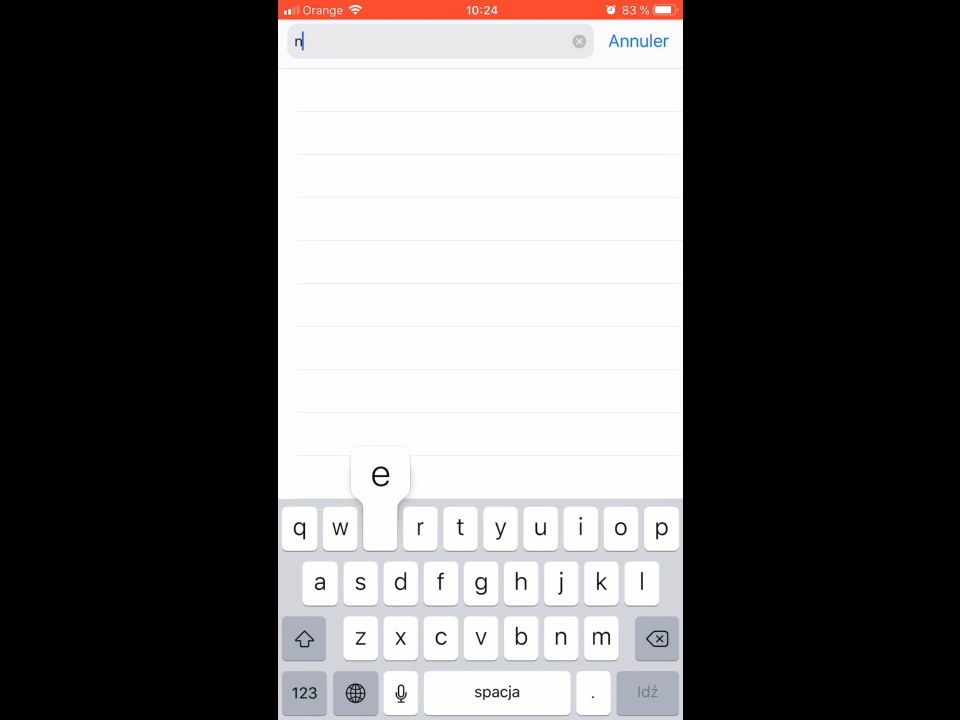 Orange 10:24 83 %
n Annuler
e
q w r t y u i o p
a s d f g h j k l
z x c v b n m
123 spacja . Idź